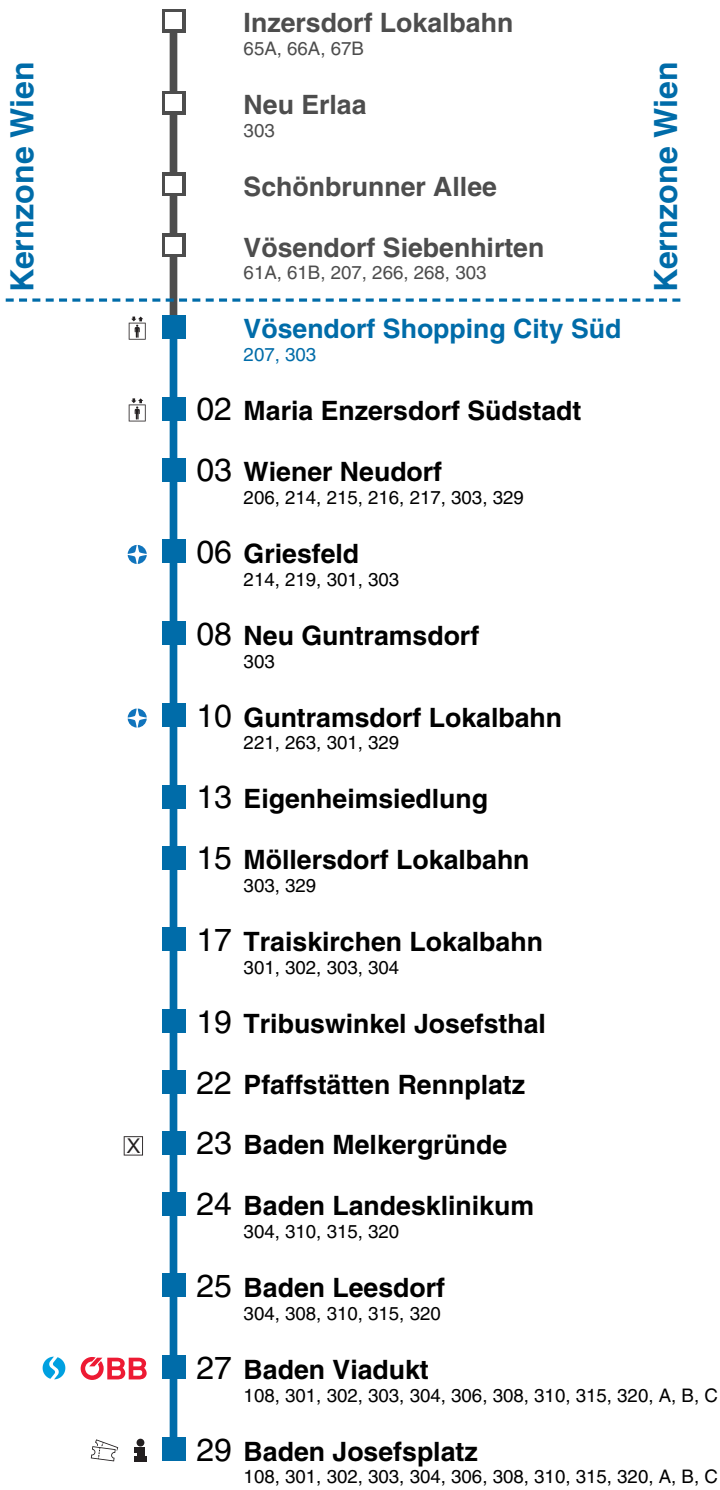 Kernzone Wien
Kernzone Wien
Inzersdorf Lokalbahn
65A, 66A, 67B
Neu Erlaa
303
Schönbrunner Allee
Vösendorf Siebenhirten
61A, 61B, 207, 266, 268, 303
Vösendorf Shopping City Süd
207, 303
02 Maria Enzersdorf Südstadt
03 Wiener Neudorf
206, 214, 215, 216, 217, 303, 329
06 Griesfeld
214, 219, 301, 303
08 Neu Guntramsdorf
303
10 Guntramsdorf Lokalbahn
221, 263, 301, 329
13 Eigenheimsiedlung
15 Möllersdorf Lokalbahn
303, 329
17 Traiskirchen Lokalbahn
301, 302, 303, 304
19 Tribuswinkel Josefsthal
22 Pfaffstätten Rennplatz
X 23 Baden Melkergründe
24 Baden Landesklinikum
304, 310, 315, 320
25 Baden Leesdorf
304, 308, 310, 315, 320
ÖBB 27 Baden Viadukt
108, 301, 302, 303, 304, 306, 308, 310, 315, 320, A, B, C
i 29 Baden Josefsplatz
108, 301, 302, 303, 304, 306, 308, 310, 315, 320, A, B, C